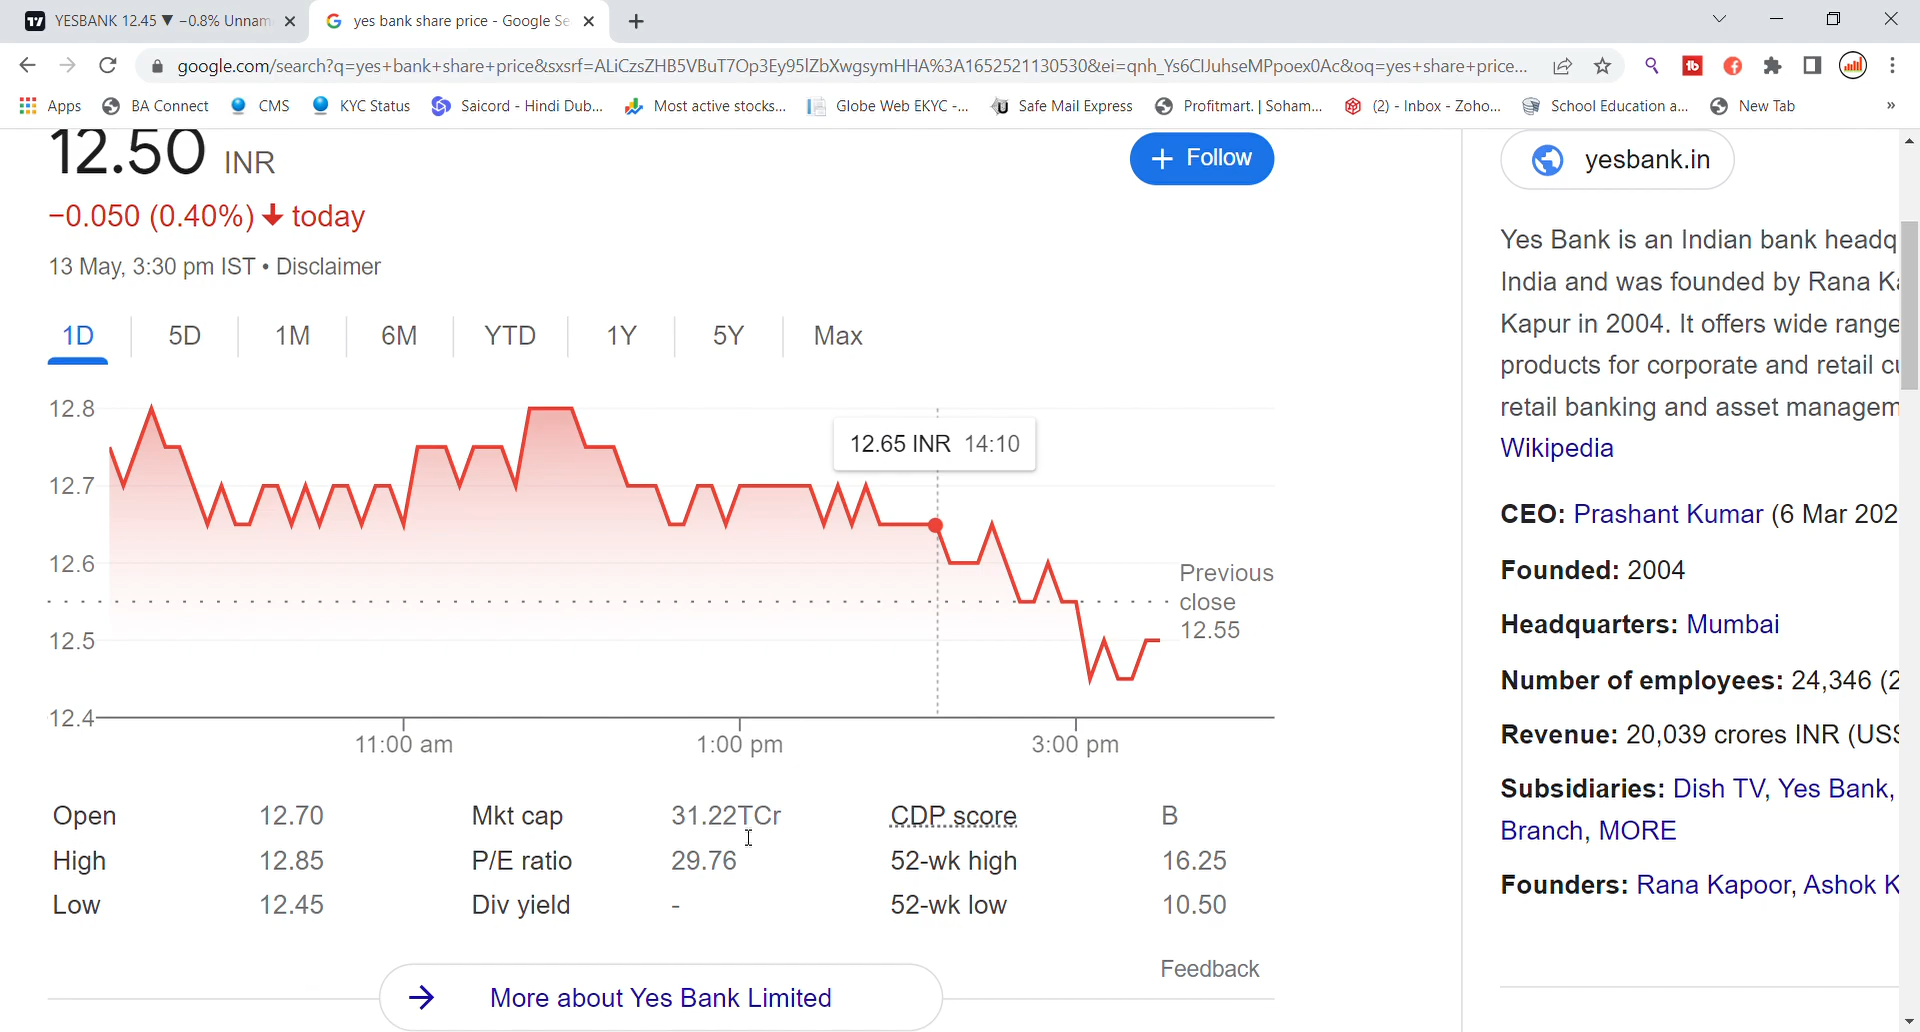 YESBANK 12.45 ▼ −0.8% Unnam
yes bank share price - Google Se
google.com/search?q=yes+bank+share+price&sxsrf=ALiCzsZHB5VBuT7Op3Ey95lZbXwgsymHHA%3A1652521130530&ei=qnh_Ys6ClJuhseMPpoex0Ac&oq=yes+share+price...
Apps BA Connect CMS KYC Status Saicord - Hindi Dub... Most active stocks... Globe Web EKYC -... Safe Mail Express Profitmart. | Soham... (2) - Inbox - Zoho... School Education a... New Tab »
12.50 INR
+ Follow
−0.050 (0.40%) ↓ today
13 May, 3:30 pm IST • Disclaimer
1D 5D 1M 6M YTD 1Y 5Y Max
12.8
12.65 INR 14:10
12.7
12.6
Previous
close
12.55
12.5
12.4
11:00 am 1:00 pm 3:00 pm
Open 12.70 Mkt cap 31.22TCr CDP score B
High 12.85 P/E ratio 29.76 52-wk high 16.25
Low 12.45 Div yield - 52-wk low 10.50
Feedback
→ More about Yes Bank Limited
yesbank.in
Yes Bank is an Indian bank headq
India and was founded by Rana Ka
Kapur in 2004. It offers wide range
products for corporate and retail cu
retail banking and asset managem
Wikipedia
CEO: Prashant Kumar (6 Mar 202
Founded: 2004
Headquarters: Mumbai
Number of employees: 24,346 (2
Revenue: 20,039 crores INR (US$
Subsidiaries: Dish TV, Yes Bank,
Branch, MORE
Founders: Rana Kapoor, Ashok K